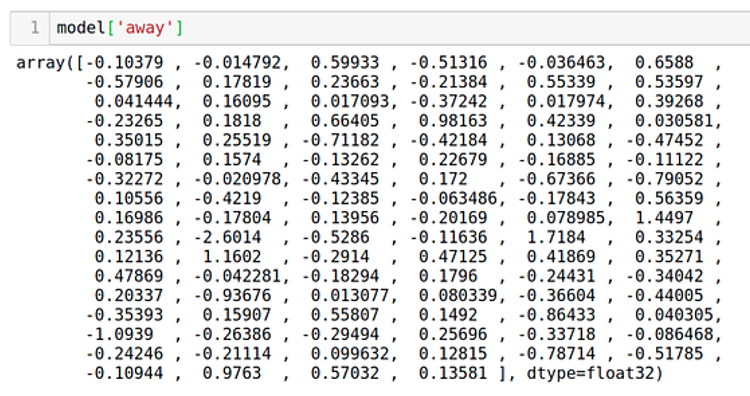 1 model['away']
array([-0.10379 , -0.014792, 0.59933 , -0.51316 , -0.036463, 0.6588 ,
-0.57906 , 0.17819 , 0.23663 , -0.21384 , 0.55339 , 0.53597 ,
0.041444, 0.16095 , 0.017093, -0.37242 , 0.017974, 0.39268 ,
-0.23265 , 0.1818 , 0.66405 , 0.98163 , 0.42339 , 0.030581,
0.35015 , 0.25519 , -0.71182 , -0.42184 , 0.13068 , -0.47452 ,
-0.08175 , 0.1574 , -0.13262 , 0.22679 , -0.16885 , -0.11122 ,
-0.32272 , -0.020978, -0.43345 , 0.172 , -0.67366 , -0.79052 ,
0.10556 , -0.4219 , -0.12385 , -0.063486, -0.17843 , 0.56359 ,
0.16986 , -0.17804 , 0.13956 , -0.20169 , 0.078985, 1.4497 ,
0.23556 , -2.6014 , -0.5286 , -0.11636 , 1.7184 , 0.33254 ,
0.12136 , 1.1602 , -0.2914 , 0.47125 , 0.41869 , 0.35271 ,
0.47869 , -0.042281, -0.18294 , 0.1796 , -0.24431 , -0.34042 ,
0.20337 , -0.93676 , 0.013077, 0.080339, -0.36604 , -0.44005 ,
-0.35393 , 0.15907 , 0.55807 , 0.1492 , -0.86433 , 0.040305,
-1.0939 , -0.26386 , -0.29494 , 0.25696 , -0.33718 , -0.086468,
-0.24246 , -0.21114 , 0.099632, 0.12815 , -0.78714 , -0.51785 ,
-0.10944 , 0.9763 , 0.57032 , 0.13581 ], dtype=float32)